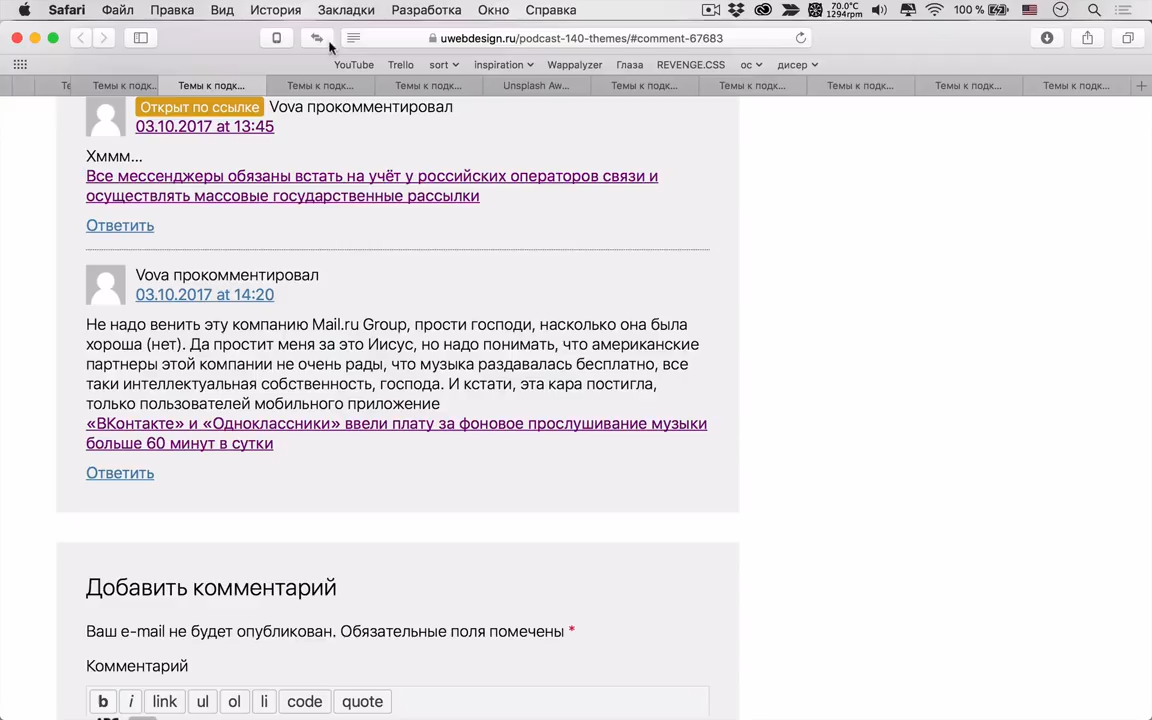 Safari Файл Правка Вид История Закладки Разработка Окно Справка 70.0°C 1294rpm 100 %
uwebdesign.ru/podcast-140-themes/#comment-67683
YouTube Trello sort inspiration Wappalyzer Глаза REVENGE.CSS ос дисер
Те Темы к подк... Темы к подк... Темы к подк... Темы к подк... Unsplash Aw... Темы к подк... Темы к подк... Темы к подк... Темы к подк... Темы к подк...
Открыт по ссылке Vova прокомментировал
03.10.2017 at 13:45
Хммм...
Все мессенджеры обязаны встать на учёт у российских операторов связи и
осуществлять массовые государственные рассылки
Ответить
Vova прокомментировал
03.10.2017 at 14:20
Не надо венить эту компанию Mail.ru Group, прости господи, насколько она была
хороша (нет). Да простит меня за это Иисус, но надо понимать, что американские
партнеры этой компании не очень рады, что музыка раздавалась бесплатно, все
таки интеллектуальная собственность, господа. И кстати, эта кара постигла,
только пользователей мобильного приложение
«ВКонтакте» и «Одноклассники» ввели плату за фоновое прослушивание музыки
больше 60 минут в сутки
Ответить
Добавить комментарий
Ваш e-mail не будет опубликован. Обязательные поля помечены *
Комментарий
b i link ul ol li code quote